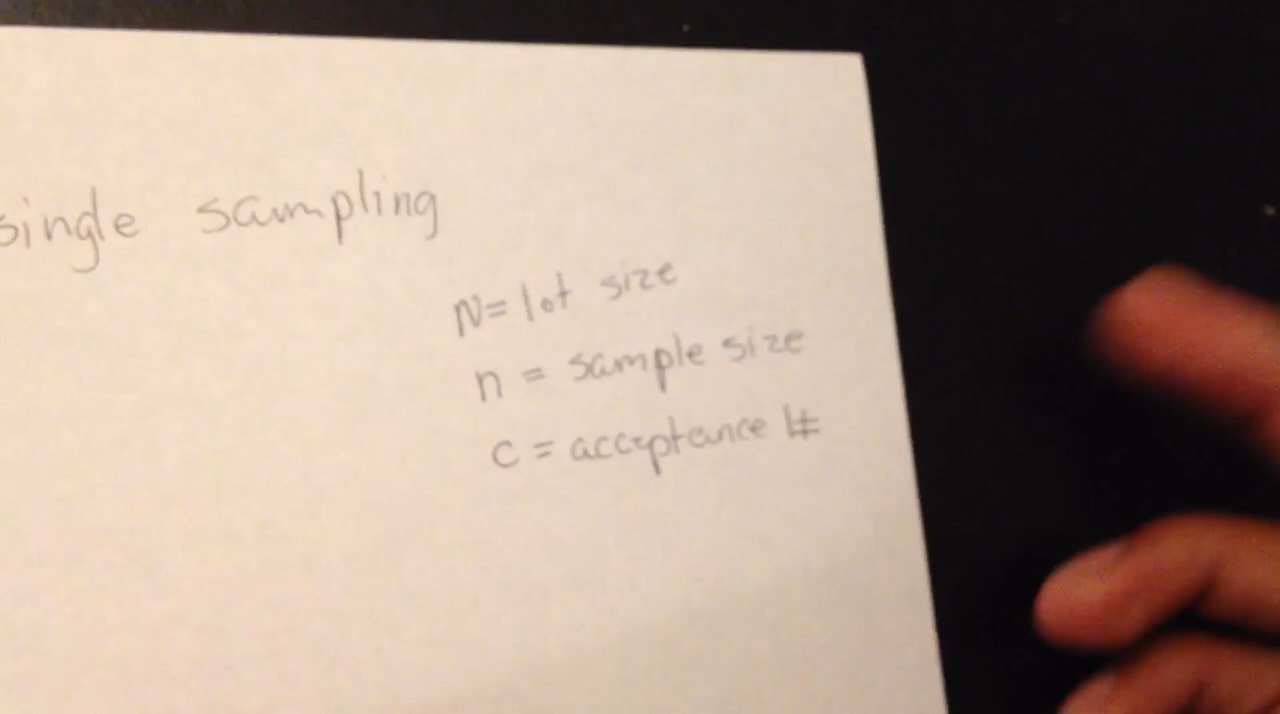 single sampling
N= lot size
n = sample size
c = acceptance #